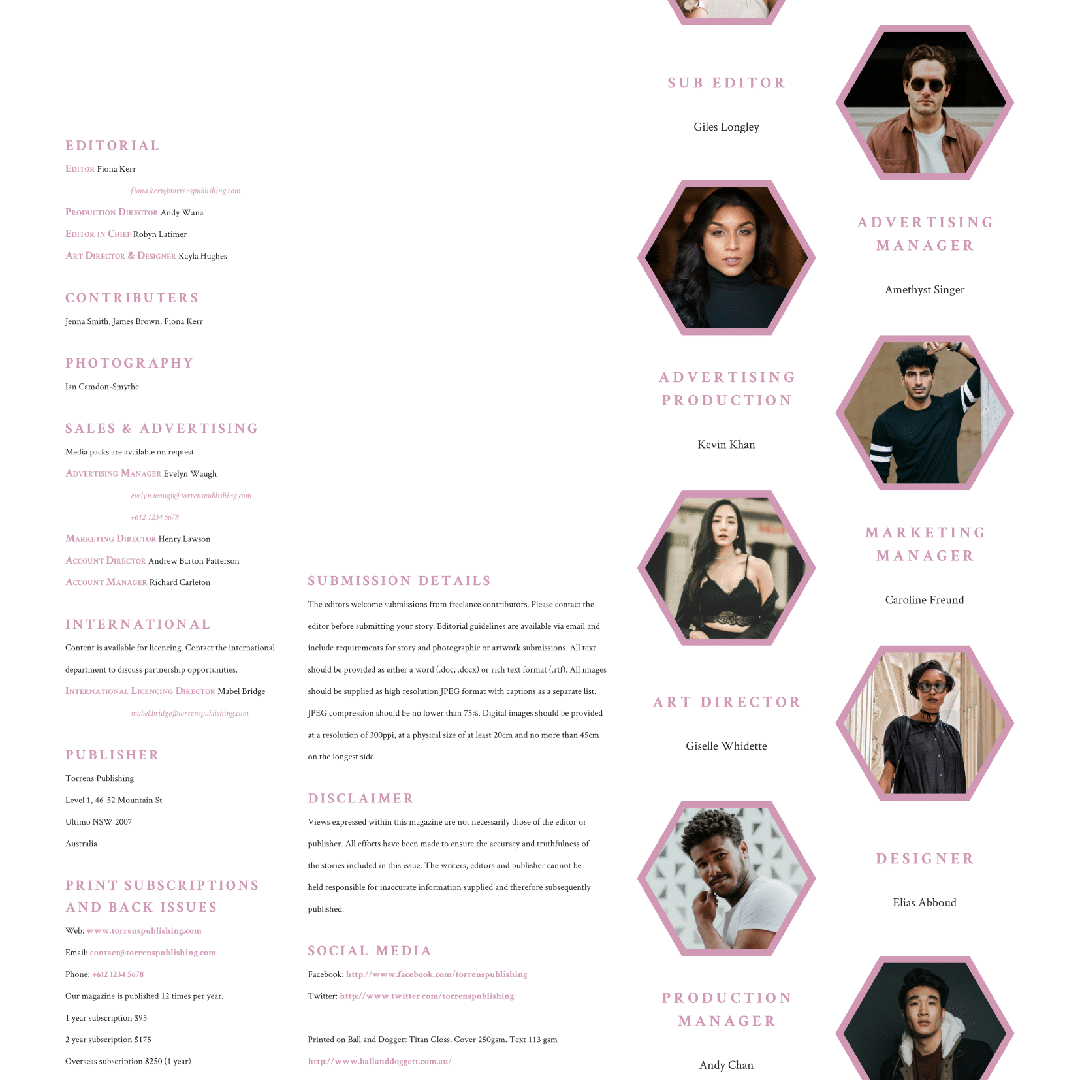 EDITORIAL
Editor Fiona Kerr
fiona.kerr@torrenspublishing.com
Production Director Andy Wana
Editor in Chief Robyn Latimer
Art Director & Designer Kayla Hughes
CONTRIBUTERS
Jenna Smith, James Brown, Fiona Kerr
PHOTOGRAPHY
Ian Camdon-Smythe
SALES & ADVERTISING
Media packs are available on request
Advertising Manager Evelyn Waugh
evelyn.waugh@torrenspublishing.com
+612 1234 5678
Marketing Director Henry Lawson
Account Director Andrew Barton Patterson
Account Manager Richard Carleton
INTERNATIONAL
Content is available for licencing. Contact the international
department to discuss partnership opportunities.
International Licencing Director Mabel Bridge
mabel.bridge@torrenspublishing.com
PUBLISHER
Torrens Publishing
Level 1, 46-52 Mountain St
Ultimo NSW 2007
Australia
PRINT SUBSCRIPTIONS
AND BACK ISSUES
Web: www.torrenspublishing.com
Email: contact@torrenspublishing.com
Phone: +612 1234 5678
Our magazine is published 12 times per year.
1 year subscription $95
2 year subscription $175
Overseas subscription $250 (1 year)
SUBMISSION DETAILS
The editors welcome submissions from freelance contributors. Please contact the
editor before submitting your story. Editorial guidelines are available via email and
include requirements for story and photographic or artwork submissions. All text
should be provided as either a word (.doc, .docx) or rich text format (.rtf). All images
should be supplied as high resolution JPEG format with captions as a separate list.
JPEG compression should be no lower than 75%. Digital images should be provided
at a resolution of 300ppi, at a physical size of at least 20cm and no more than 45cm
on the longest side.
DISCLAIMER
Views expressed within this magazine are not necessarily those of the editor or
publisher. All efforts have been made to ensure the accuracy and truthfulness of
the stories included in this issue. The writers, editors and publisher cannot be
held responsible for inaccurate information supplied and therefore subsequently
published.
SOCIAL MEDIA
Facebook: http://www.facebook.com/torrenspublishing
Twitter: http://www.twitter.com/torrenspublishing
Printed on Ball and Doggett Titan Gloss. Cover 250gsm, Text 113 gsm
http://www.ballanddoggett.com.au/
SUB EDITOR
Giles Longley
ADVERTISING
MANAGER
Amethyst Singer
ADVERTISING
PRODUCTION
Kevin Khan
MARKETING
MANAGER
Caroline Freund
ART DIRECTOR
Giselle Whidette
DESIGNER
Elias Abboud
PRODUCTION
MANAGER
Andy Chan